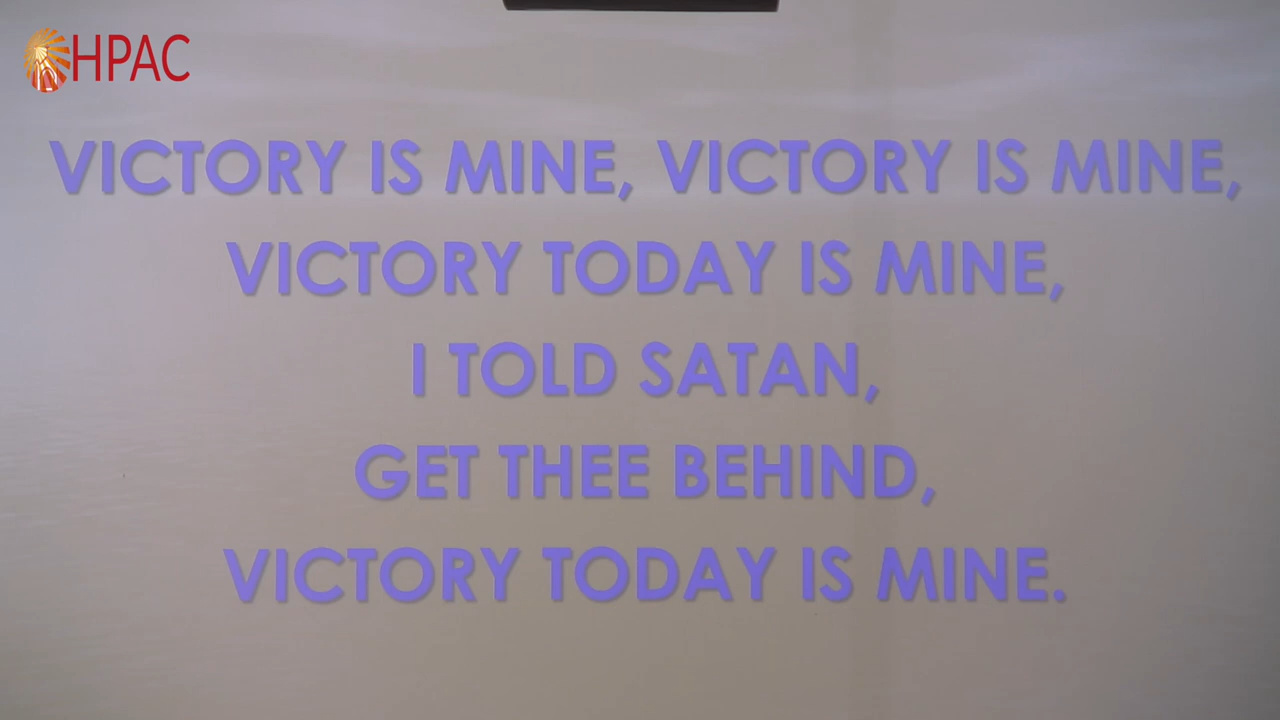 HPAC
VICTORY IS MINE, VICTORY IS MINE,
VICTORY TODAY IS MINE,
I TOLD SATAN,
GET THEE BEHIND,
VICTORY TODAY IS MINE.